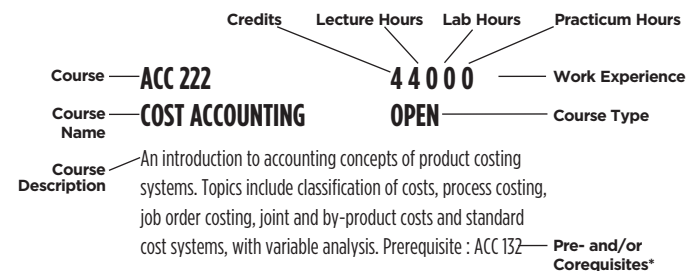 Credits Lecture Hours Lab Hours Practicum Hours
Course ACC 222 4 4 0 0 0 Work Experience
Course Name COST ACCOUNTING OPEN Course Type
Course Description An introduction to accounting concepts of product costing
systems. Topics include classification of costs, process costing,
job order costing, joint and by-product costs and standard
cost systems, with variable analysis. Prerequisite : ACC 132 Pre- and/or
Corequisites*